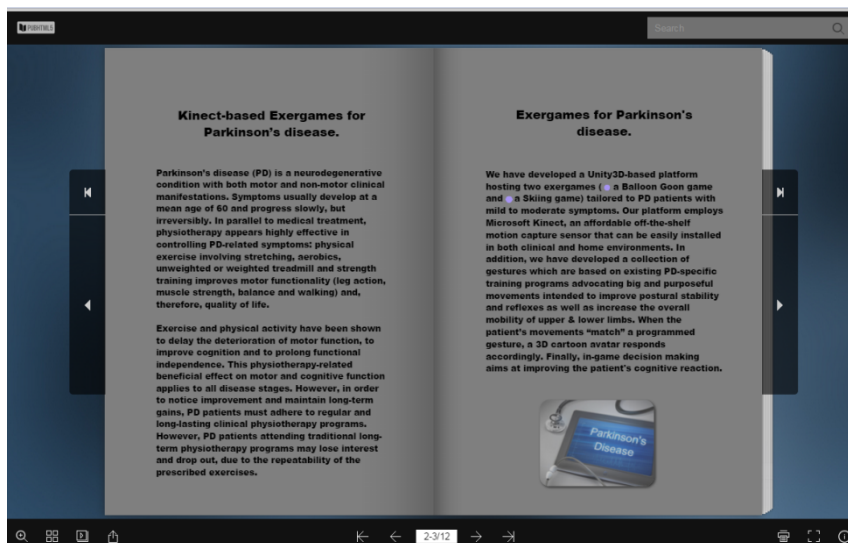 PUBHTML5
Search
Kinect-based Exergames for
Parkinson's disease.
Parkinson's disease (PD) is a neurodegenerative
condition with both motor and non-motor clinical
manifestations. Symptoms usually develop at a
mean age of 60 and progress slowly, but
irreversibly. In parallel to medical treatment,
physiotherapy appears highly effective in
controlling PD-related symptoms: physical
exercise involving stretching, aerobics,
unweighted or weighted treadmill and strength
training improves motor functionality (leg action,
muscle strength, balance and walking) and,
therefore, quality of life.
Exercise and physical activity have been shown
to delay the deterioration of motor function, to
improve cognition and to prolong functional
independence. This physiotherapy-related
beneficial effect on motor and cognitive function
applies to all disease stages. However, in order
to notice improvement and maintain long-term
gains, PD patients must adhere to regular and
long-lasting clinical physiotherapy programs.
However, PD patients attending traditional long-
term physiotherapy programs may lose interest
and drop out, due to the repeatability of the
prescribed exercises.
Exergames for Parkinson's
disease.
We have developed a Unity3D-based platform
hosting two exergames ( a Balloon Goon game
and a Skiing game) tailored to PD patients with
mild to moderate symptoms. Our platform employs
Microsoft Kinect, an affordable off-the-shelf
motion capture sensor that can be easily installed
in both clinical and home environments. In
addition, we have developed a collection of
gestures which are based on existing PD-specific
training programs advocating big and purposeful
movements intended to improve postural stability
and reflexes as well as increase the overall
mobility of upper & lower limbs. When the
patient's movements “match” a programmed
gesture, a 3D cartoon avatar responds
accordingly. Finally, in-game decision making
aims at improving the patient's cognitive reaction.
Parkinson's
Disease
2-3/12